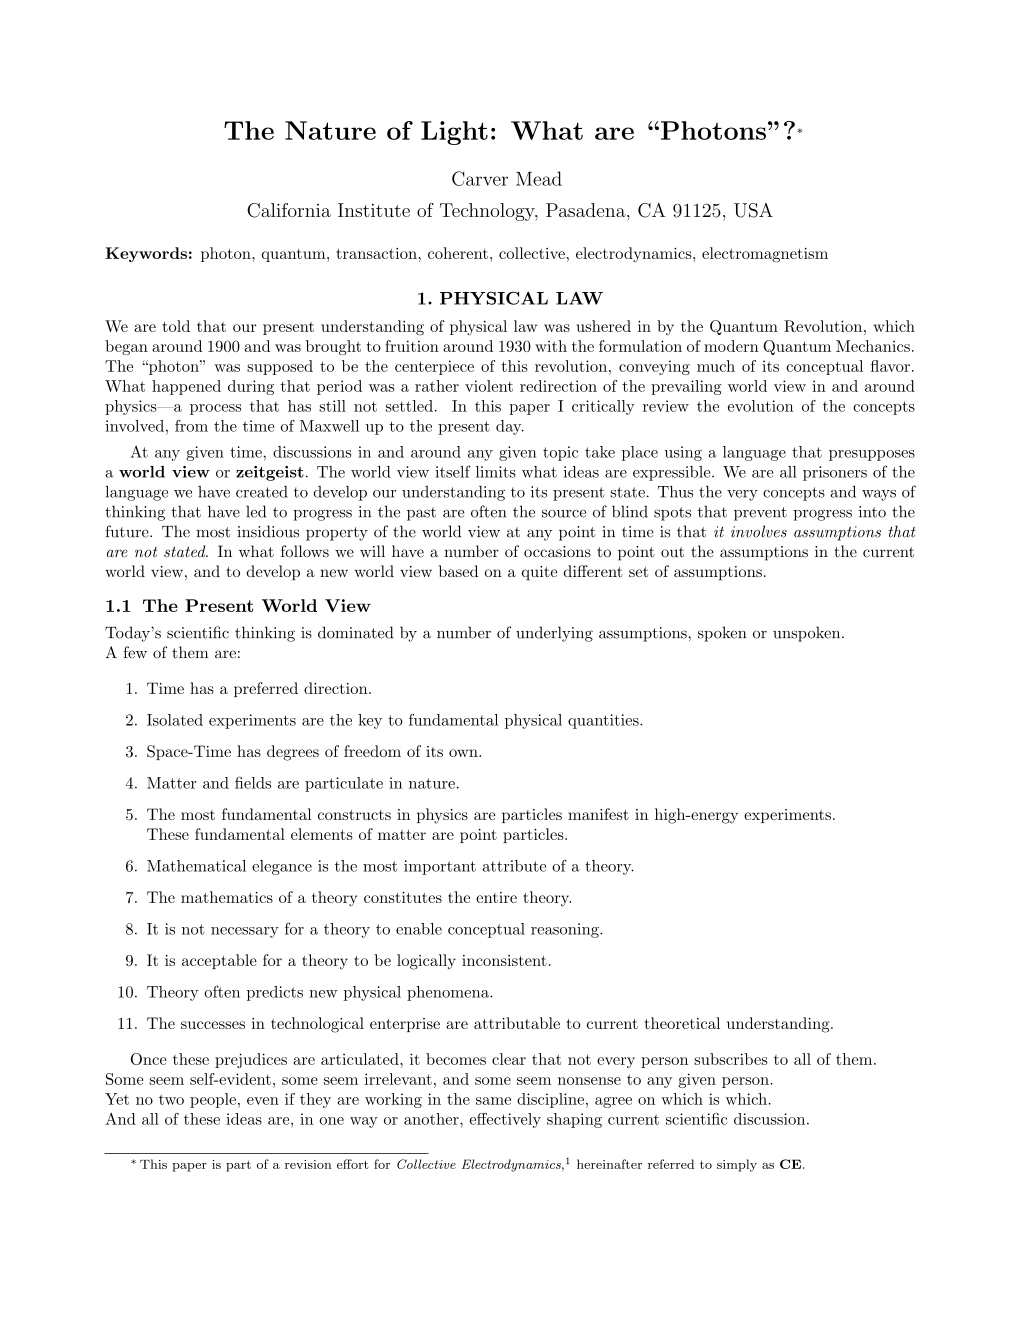 The Nature of Light: What are “Photons”?*
Carver Mead
California Institute of Technology, Pasadena, CA 91125, USA
Keywords: photon, quantum, transaction, coherent, collective, electrodynamics, electromagnetism
1. PHYSICAL LAW
We are told that our present understanding of physical law was ushered in by the Quantum Revolution, which
began around 1900 and was brought to fruition around 1930 with the formulation of modern Quantum Mechanics.
The “photon” was supposed to be the centerpiece of this revolution, conveying much of its conceptual flavor.
What happened during that period was a rather violent redirection of the prevailing world view in and around
physics—a process that has still not settled. In this paper I critically review the evolution of the concepts
involved, from the time of Maxwell up to the present day.
At any given time, discussions in and around any given topic take place using a language that presupposes
a world view or zeitgeist. The world view itself limits what ideas are expressible. We are all prisoners of the
language we have created to develop our understanding to its present state. Thus the very concepts and ways of
thinking that have led to progress in the past are often the source of blind spots that prevent progress into the
future. The most insidious property of the world view at any point in time is that it involves assumptions that
are not stated. In what follows we will have a number of occasions to point out the assumptions in the current
world view, and to develop a new world view based on a quite different set of assumptions.
1.1 The Present World View
Today’s scientific thinking is dominated by a number of underlying assumptions, spoken or unspoken.
A few of them are:
1. Time has a preferred direction.
2. Isolated experiments are the key to fundamental physical quantities.
3. Space-Time has degrees of freedom of its own.
4. Matter and fields are particulate in nature.
5. The most fundamental constructs in physics are particles manifest in high-energy experiments.
These fundamental elements of matter are point particles.
6. Mathematical elegance is the most important attribute of a theory.
7. The mathematics of a theory constitutes the entire theory.
8. It is not necessary for a theory to enable conceptual reasoning.
9. It is acceptable for a theory to be logically inconsistent.
10. Theory often predicts new physical phenomena.
11. The successes in technological enterprise are attributable to current theoretical understanding.
Once these prejudices are articulated, it becomes clear that not every person subscribes to all of them.
Some seem self-evident, some seem irrelevant, and some seem nonsense to any given person.
Yet no two people, even if they are working in the same discipline, agree on which is which.
And all of these ideas are, in one way or another, effectively shaping current scientific discussion.
* This paper is part of a revision effort for Collective Electrodynamics,1 hereinafter referred to simply as CE.